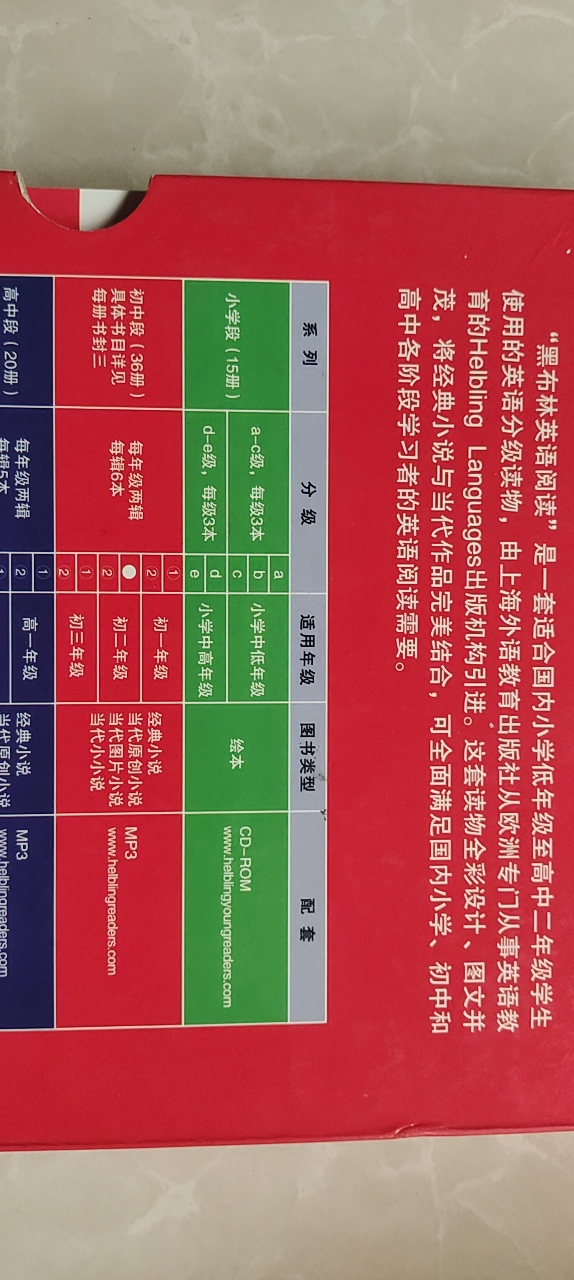 “黑布林英语阅读”是一套适合国内小学低年级至高中二年级学生
使用的英语分级读物，由上海外语教育出版社从欧洲专门从事英语教
育的Helbling Languages出版机构引进。这套读物全彩设计、图文并
茂，将经典小说与当代作品完美结合，可全面满足国内小学、初中和
高中各阶段学习者的英语阅读需要。
系列 分级 适用年级 图书类型 配套
小学段（15册）
a-c级，每级3本
d-e级，每级3本
a
b
c
d
e
小学中低年级
小学中高年级
绘本
CD-ROM
www.helblingyoungreaders.com
初中段（36册）
具体书目详见
每册书封三
每年级两辑
每辑6本
①
②
②
①
②
初一年级
初二年级
初三年级
经典小说
当代原创小说
当代图片小说
当代小小说
MP3
www.helblingreaders.com
高中段（20册）
每年级两辑
每辑5本
①
②
①
高一年级
经典小说
当代原创小说
MP3
www.helblingreaders.com